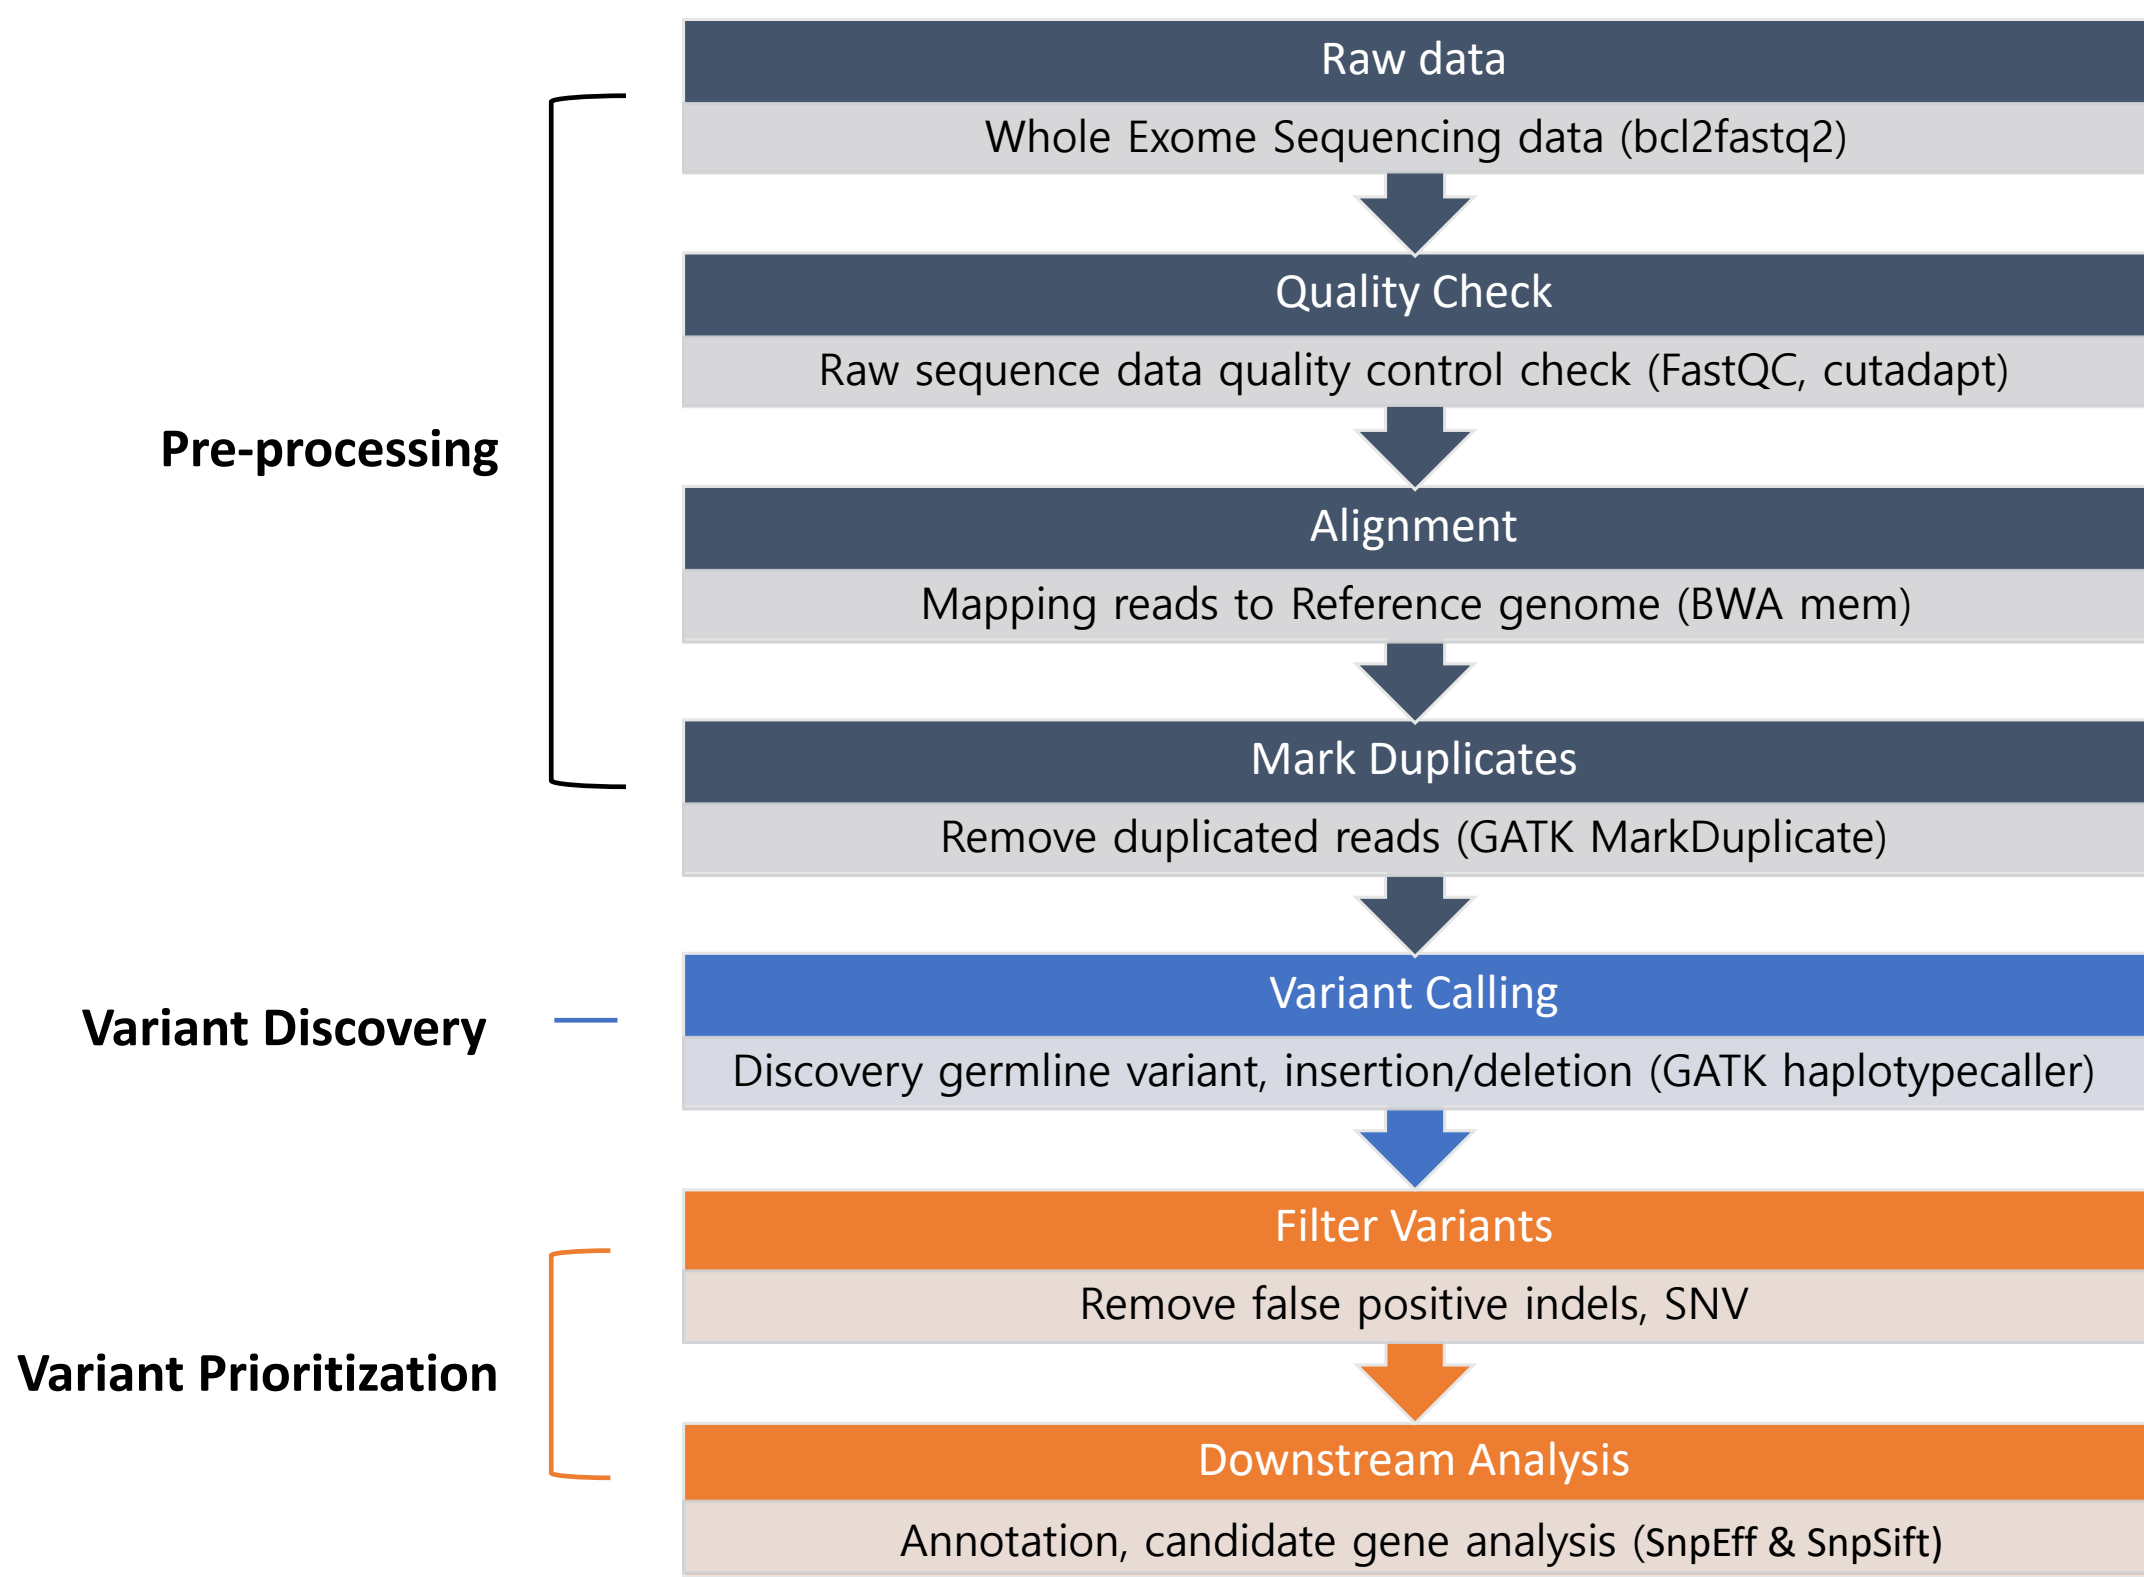 Raw data
Whole Exome Sequencing data (bcl2fastq2)
Quality Check
Raw sequence data quality control check (FastQC, cutadapt)
Pre-processing
Alignment
Mapping reads to Reference genome (BWA mem)
Mark Duplicates
Remove duplicated reads (GATK MarkDuplicate)
Variant Calling
Variant Discovery
Discovery germline variant, insertion/deletion (GATK haplotypecaller)
Filter Variants
Remove false positive indels, SNV
Variant Prioritization
Downstream Analysis
Annotation, candidate gene analysis (SnpEff & SnpSift)